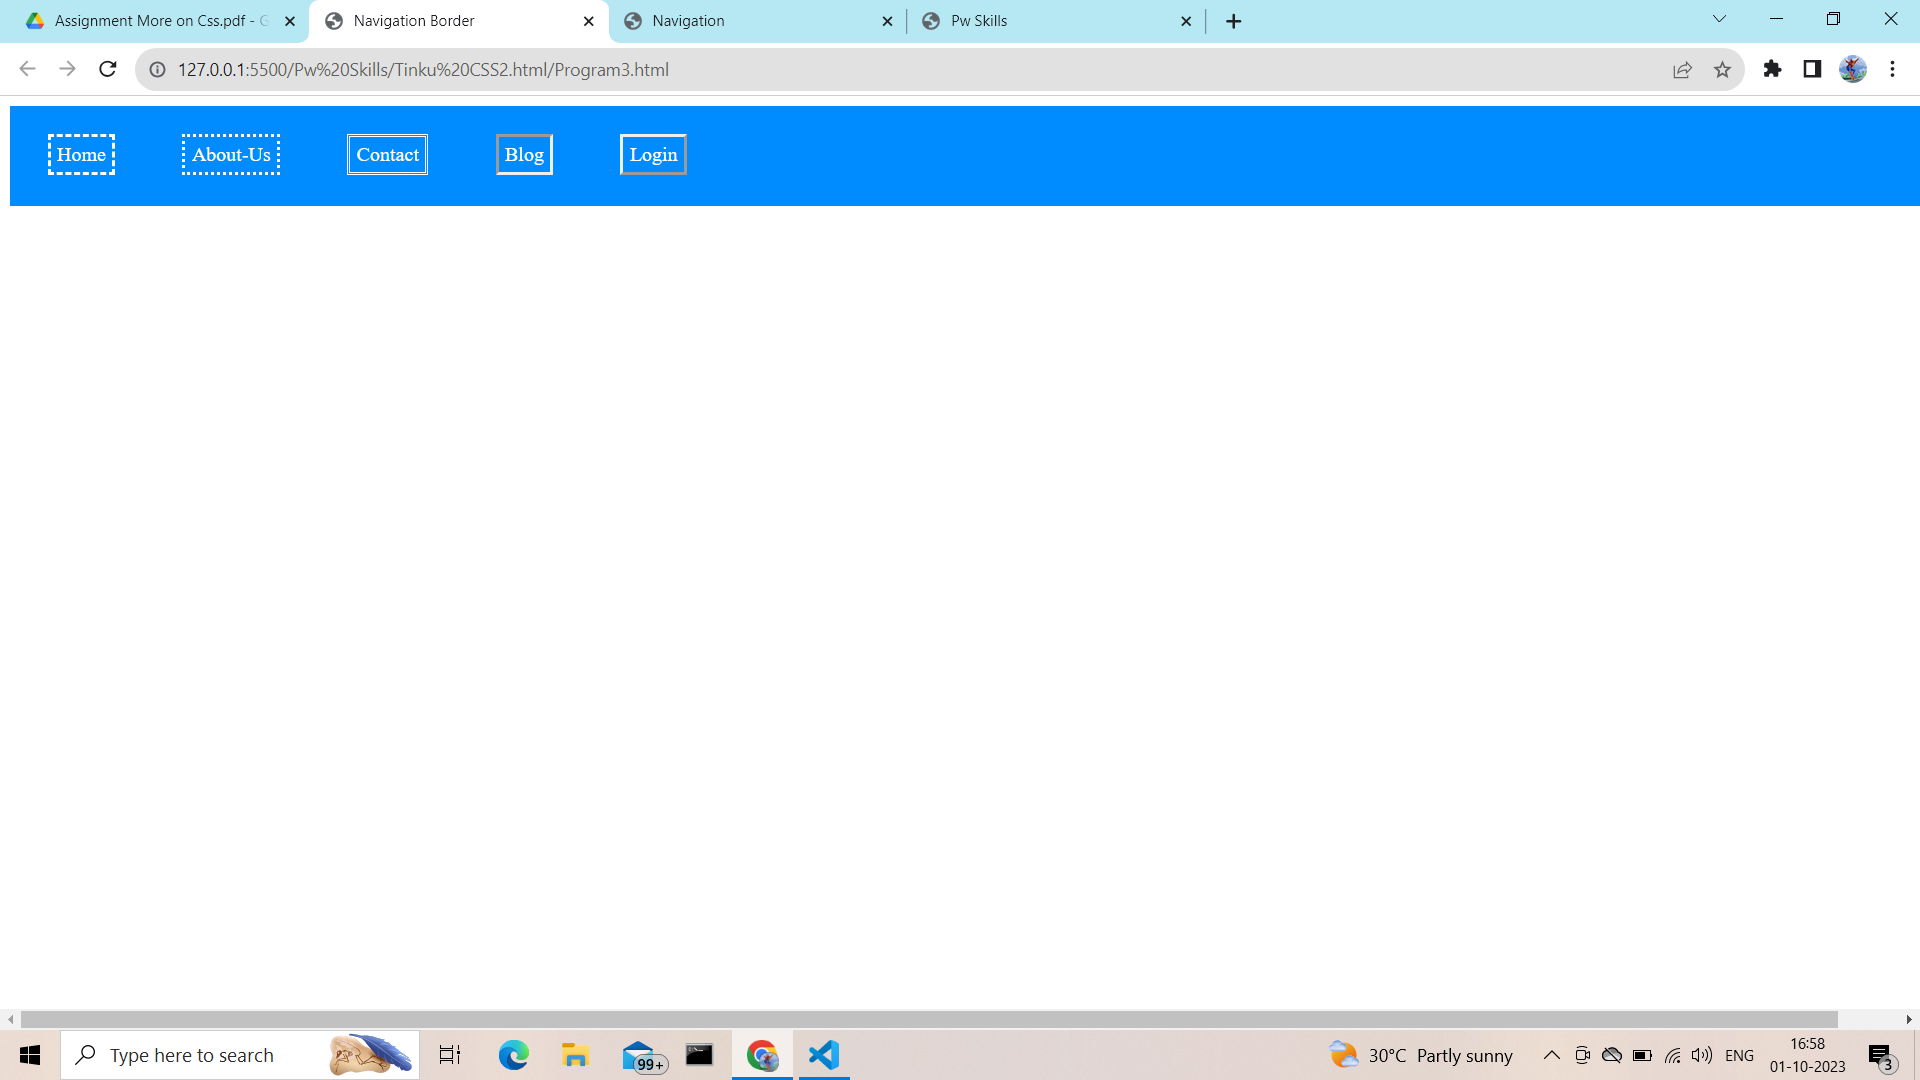 Assignment More on Css.pdf - G
Navigation Border
Navigation
Pw Skills
127.0.0.1:5500/Pw%20Skills/Tinku%20CSS2.html/Program3.html
Home
About-Us
Contact
Blog
Login
Type here to search
99+
30°C Partly sunny
ENG
16:58
01-10-2023
3